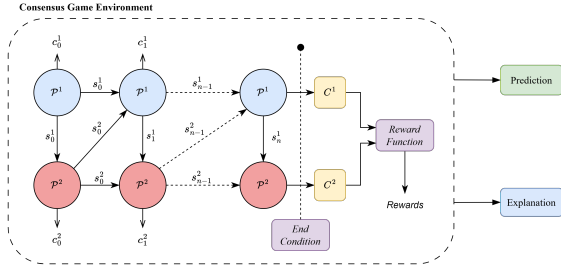 Consensus Game Environment
c_0^1
c_1^1
P^1
s_0^1
P^1
s_{n-1}^1
P^1
C^1
Prediction
s_0^1
s_0^2
s_1^1
s_{n-1}^2
s_n^1
Reward
Function
P^2
s_0^2
P^2
s_{n-1}^2
P^2
C^2
Rewards
Explanation
c_0^2
c_1^2
End
Condition